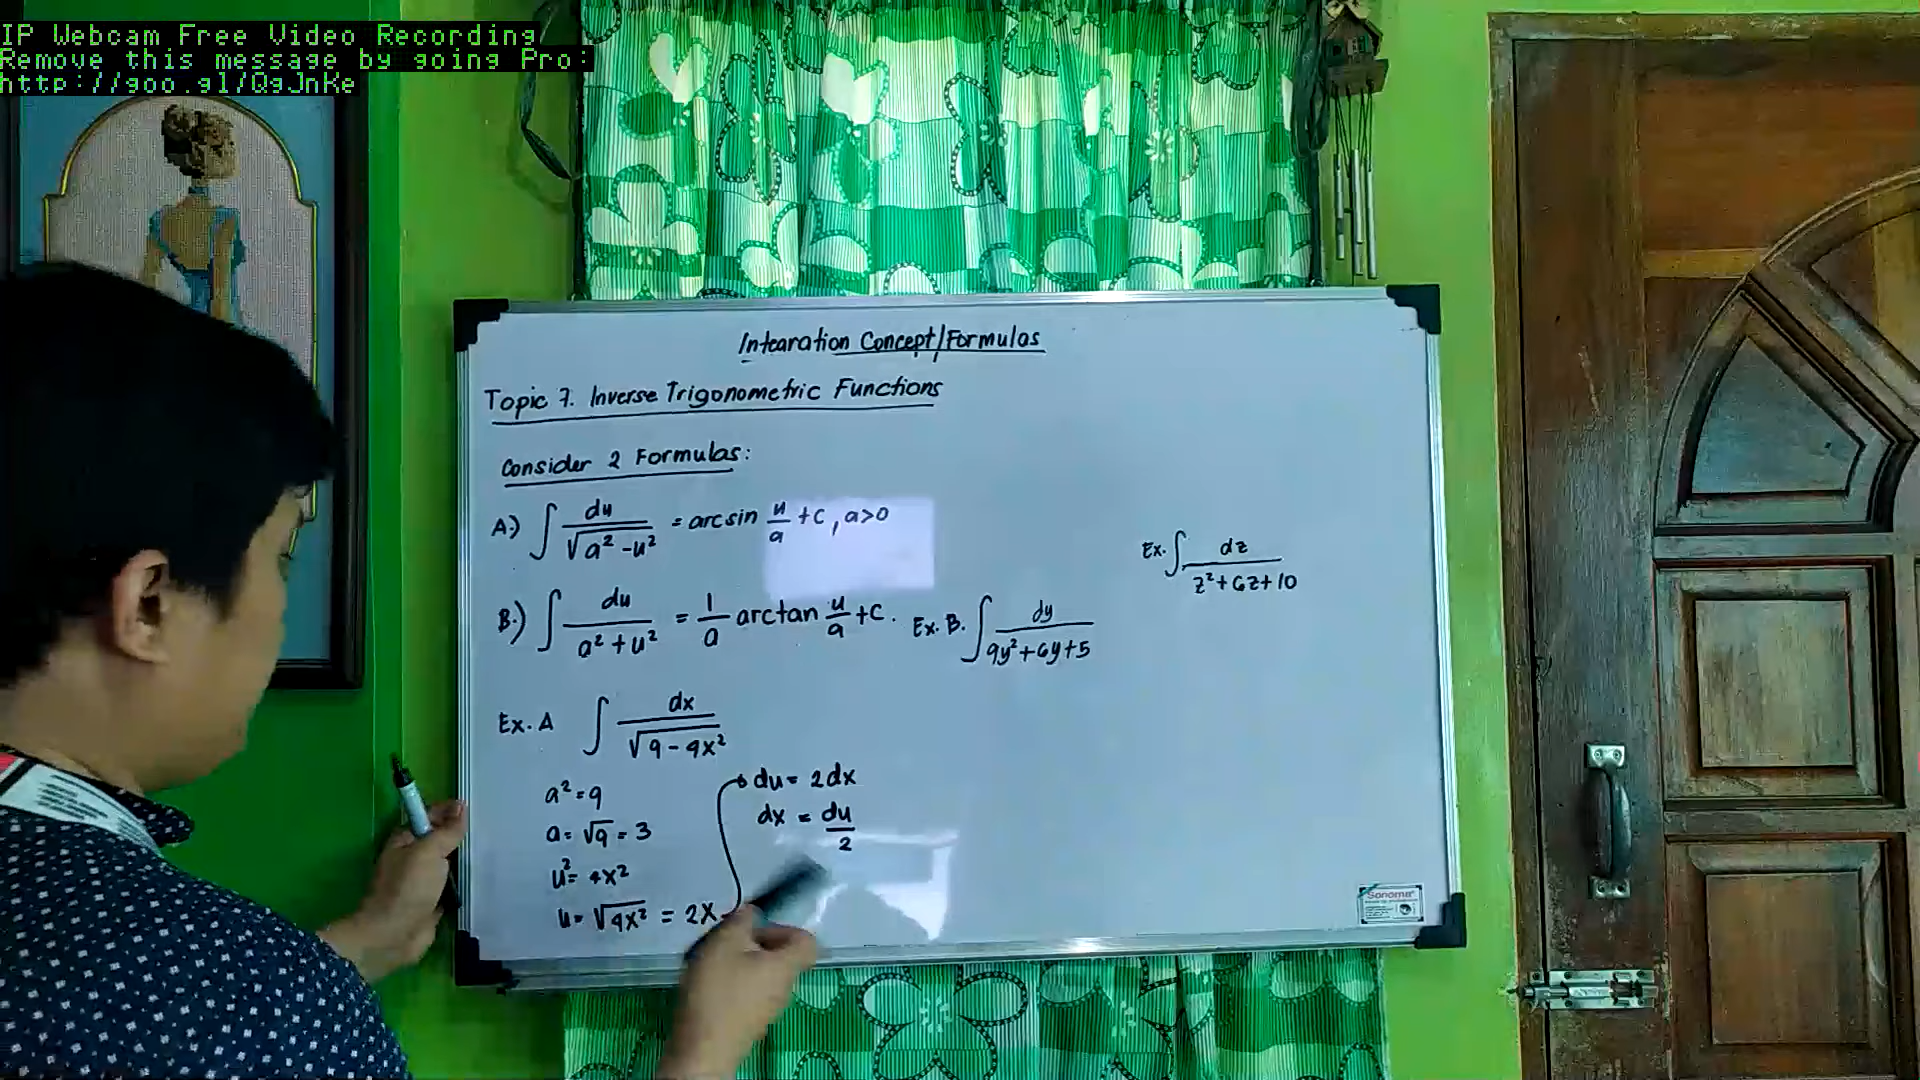 IP Webcam Free Video Recording
Remove this message by going Pro:
http://goo.gl/Q9JnKe
Intearation Concept/Formulas
Topic 7. Inverse Trigonometric Functions
Consider 2 Formulas:
A.) ∫ du / √a² - u² = arcsin u/a + c, a>0
B.) ∫ du / a² + u² = 1/a arctan u/a + c.
Ex. B. ∫ dy / 9y² + 6y + 5
Ex. ∫ dz / z² + 6z + 10
Ex. A ∫ dx / √9 - 4x²
a² = 9
a = √9 = 3
u² = 4x²
u = √4x² = 2x
du = 2dx
dx = du / 2
Sonoma